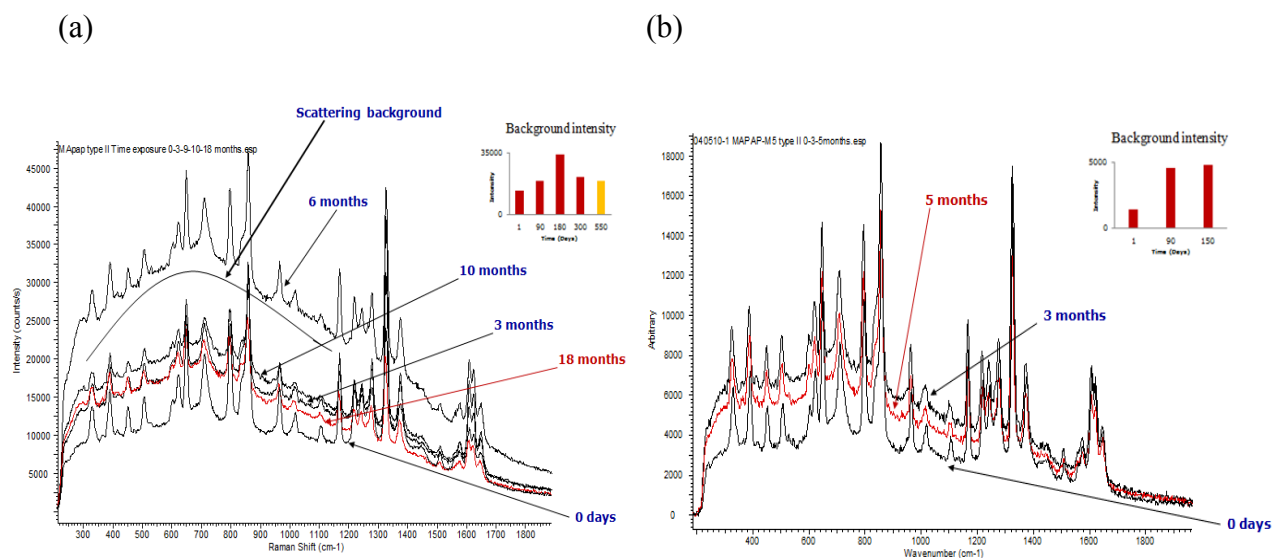 (a)
(b)
Scattering background
MApap type II Time exposure 0-3-9-10-18 months.esp
Background intensity
35000
0
Intensity
1 90 180 300 550
Time (Days)
6 months
10 months
3 months
18 months
0 days
45000
40000
35000
30000
25000
20000
15000
10000
5000
Intensity (counts/s)
300 400 500 600 700 800 900 1000 1100 1200 1300 1400 1500 1600 1700 1800
Raman Shift (cm-1)
040510-1 MAPAP-M5 type II 0-3-5months.esp
Background intensity
5000
0
Intensity
1 90 150
Time (Days)
5 months
3 months
0 days
18000
16000
14000
12000
10000
8000
6000
4000
2000
0
Arbitrary
400 600 800 1000 1200 1400 1600 1800
Wavenumber (cm-1)